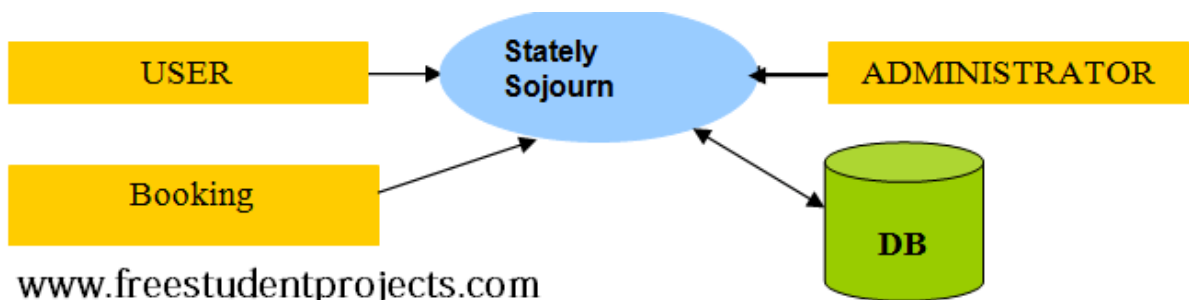 USER
Stately
Sojourn
ADMINISTRATOR
Booking
DB
www.freestudentprojects.com